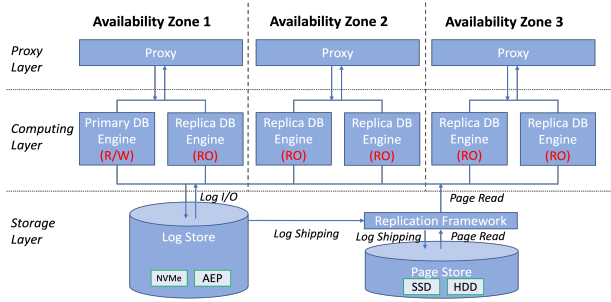 Availability Zone 1
Availability Zone 2
Availability Zone 3
Proxy
Layer
Proxy
Proxy
Proxy
Computing
Layer
Primary DB
Engine
(R/W)
Replica DB
Engine
(RO)
Replica DB
Engine
(RO)
Replica DB
Engine
(RO)
Replica DB
Engine
(RO)
Replica DB
Engine
(RO)
Storage
Layer
Log I/O
Page Read
Log Store
Log Shipping
Replication Framework
Log Shipping
Page Read
NVMe
AEP
Page Store
SSD
HDD